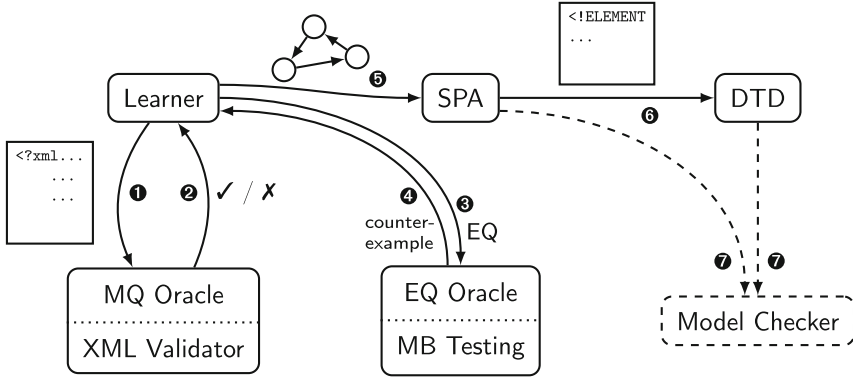 <!ELEMENT
...
❺
Learner
SPA
DTD
❻
<?xml...
...
...
❶
❷
✓ / ✗
❹
❸
counter-
example
EQ
❼
❼
MQ Oracle
XML Validator
EQ Oracle
MB Testing
Model Checker